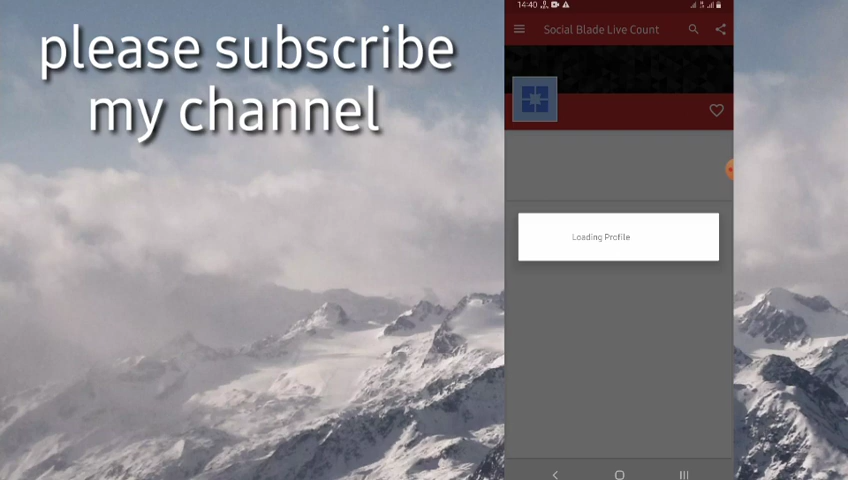 please subscribe
my channel
14:40
Social Blade Live Count
Loading Profile